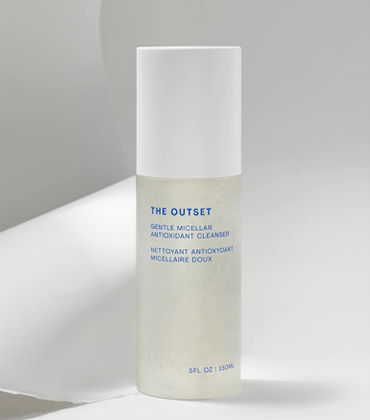 THE OUTSET
GENTLE MICELLAR
ANTIOXIDANT CLEANSER
NETTOYANT ANTIOXYDANT
MICELLAIRE DOUX
5FL OZ | 150ML